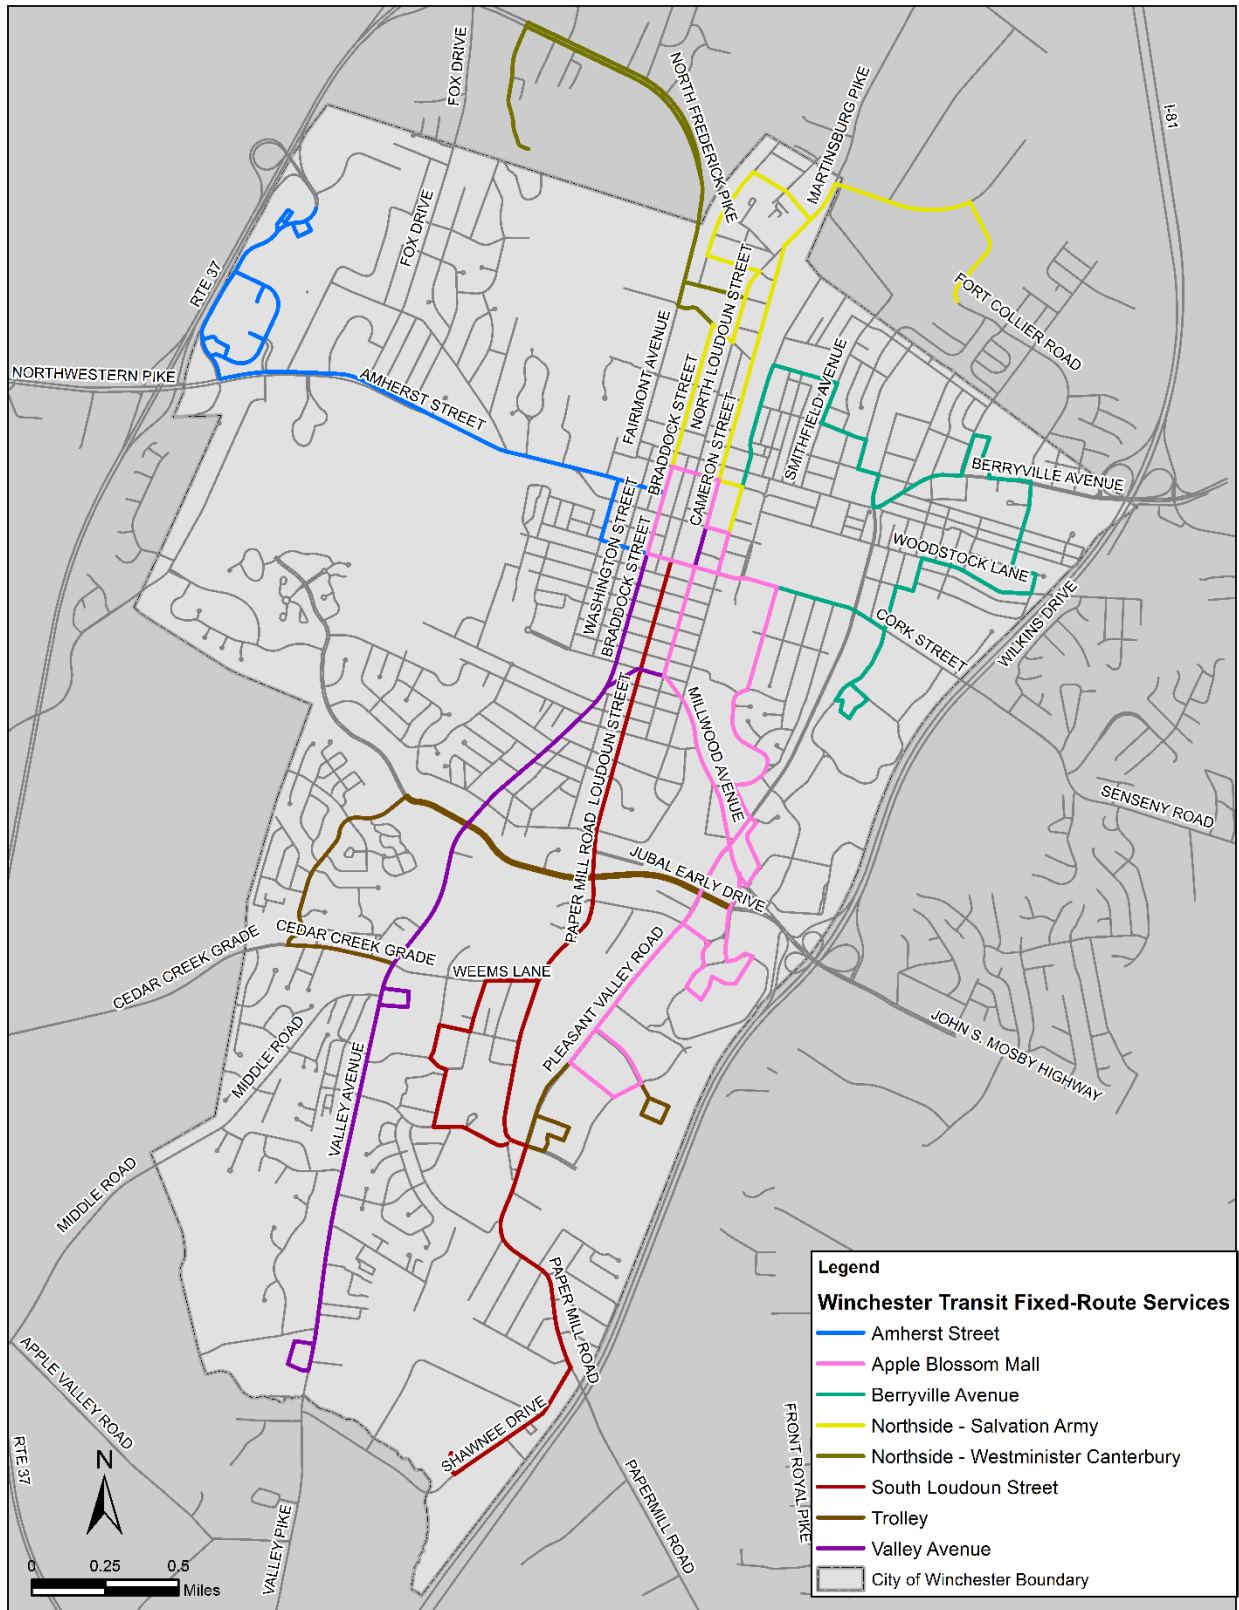 FOX DRIVE
NORTH FREDERICK PIKE
MARTINSBURG PIKE
I-81
FOX DRIVE
RTE 37
FORT COLLIER ROAD
NORTHWESTERN PIKE
AMHERST STREET
FAIRMONT AVENUE
BRADDOCK STREET
NORTH LOUDOUN STREET
CAMERON STREET
SMITHFIELD AVENUE
BERRYVILLE AVENUE
WASHINGTON STREET
BRADDOCK STREET
WOODSTOCK LANE
CORK STREET
WILKINS DRIVE
LOUDOUN STREET
MILLWOOD AVENUE
SENSENY ROAD
PAPER MILL ROAD
JUBAL EARLY DRIVE
CEDAR CREEK GRADE
CEDAR CREEK GRADE
WEEMS LANE
PLEASANT VALLEY ROAD
JOHN S. MOSBY HIGHWAY
MIDDLE ROAD
VALLEY AVENUE
MIDDLE ROAD
PAPER MILL ROAD
APPLE VALLEY ROAD
SHAWNEE DRIVE
RTE 37
VALLEY PIKE
PAPERMILL ROAD
FRONT ROYAL PIKE
N
0 0.25 0.5
Miles
Legend
Winchester Transit Fixed-Route Services
Amherst Street
Apple Blossom Mall
Berryville Avenue
Northside - Salvation Army
Northside - Westminister Canterbury
South Loudoun Street
Trolley
Valley Avenue
City of Winchester Boundary